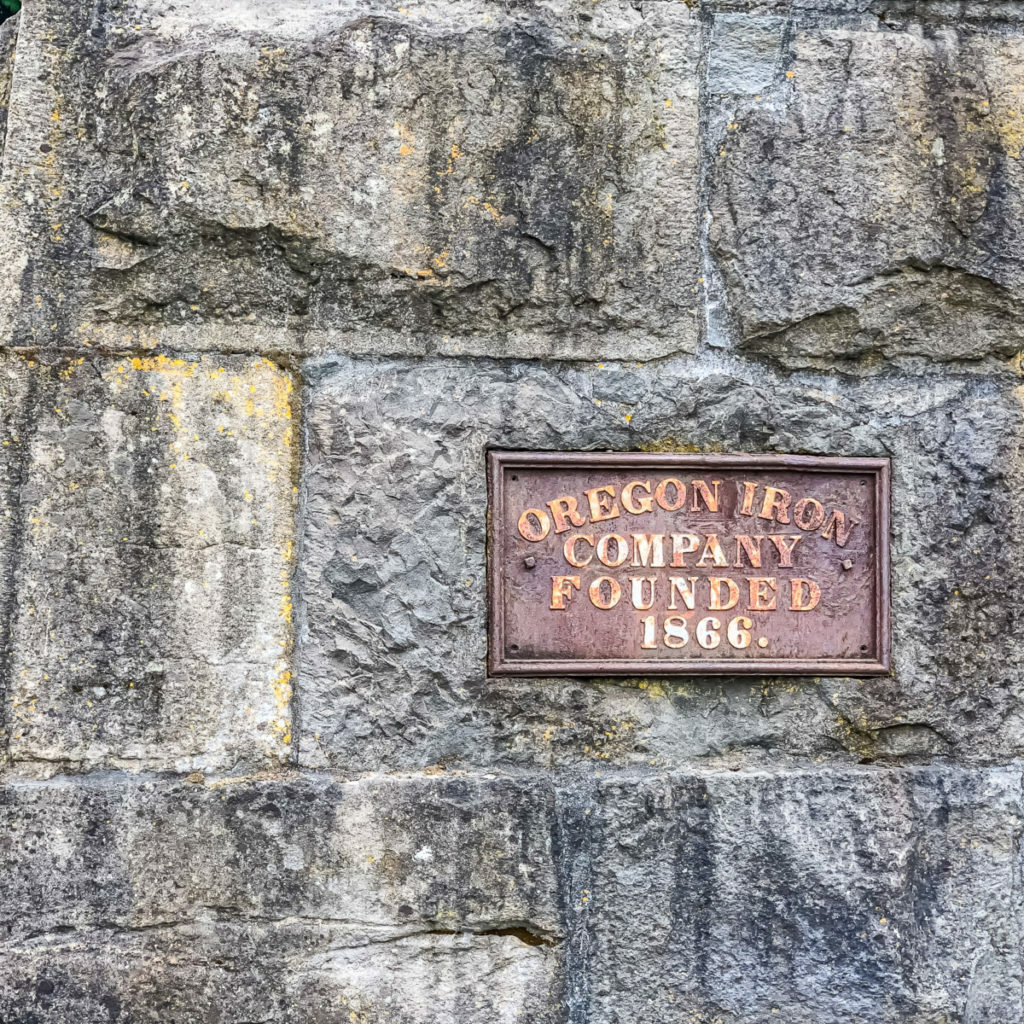 OREGON IRON
COMPANY
FOUNDED
1866.